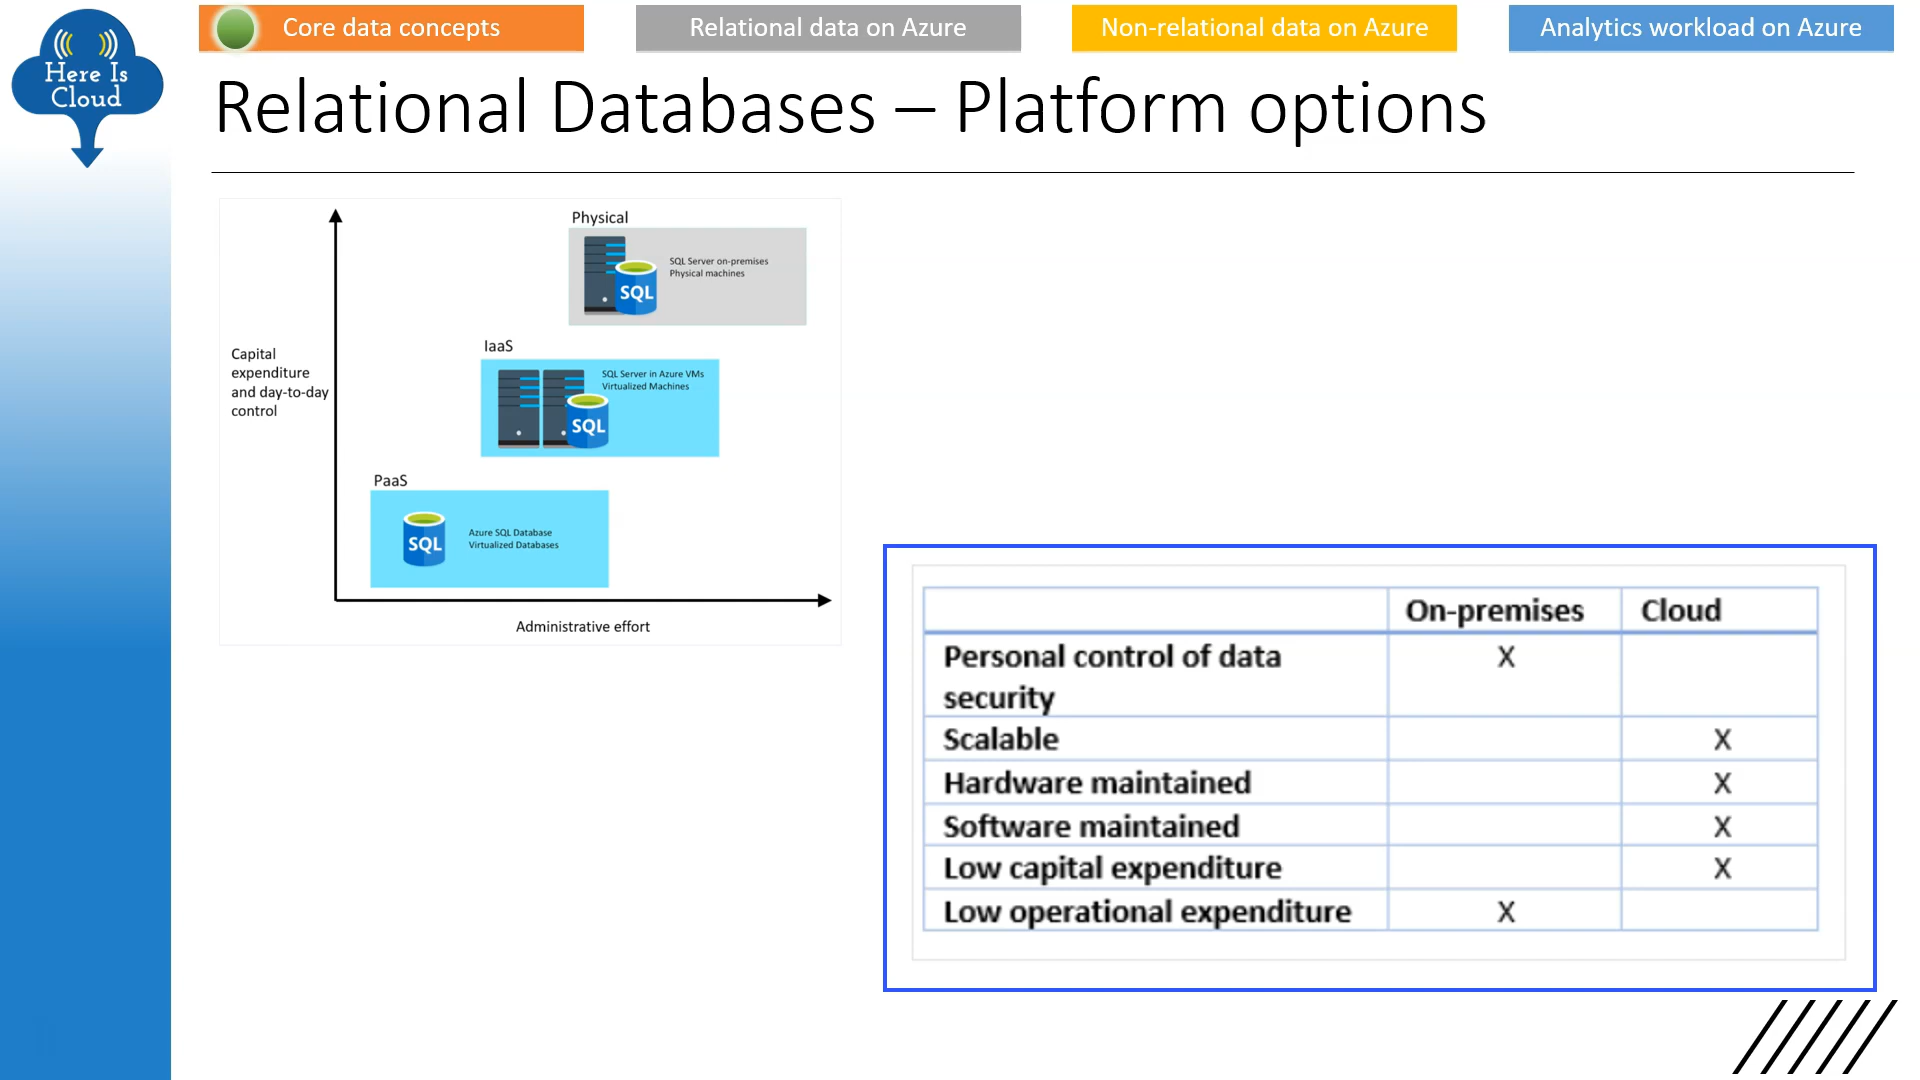 Here Is
Cloud
Core data concepts
Relational data on Azure
Non-relational data on Azure
Analytics workload on Azure
Relational Databases – Platform options
Physical
SQL Server on-premises
Physical machines
SQL
IaaS
SQL Server in Azure VMs
Virtualized Machines
SQL
Capital
expenditure
and day-to-day
control
PaaS
Azure SQL Database
Virtualized Databases
SQL
Administrative effort
On-premises Cloud
Personal control of data X
security
Scalable X
Hardware maintained X
Software maintained X
Low capital expenditure X
Low operational expenditure X